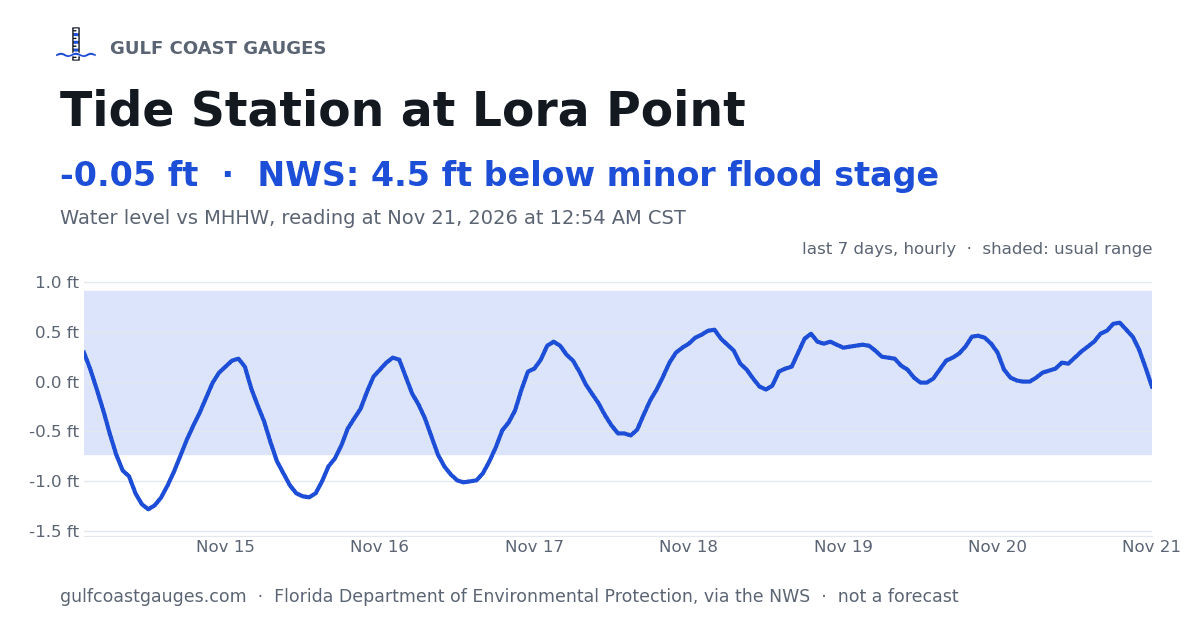 GULF COAST GAUGES
Tide Station at Lora Point
-0.05 ft · NWS: 4.5 ft below minor flood stage
Water level vs MHHW, reading at Nov 21, 2026 at 12:54 AM CST
last 7 days, hourly · shaded: usual range
1.0 ft
0.5 ft
0.0 ft
-0.5 ft
-1.0 ft
-1.5 ft
Nov 15 Nov 16 Nov 17 Nov 18 Nov 19 Nov 20 Nov 21
gulfcoastgauges.com · Florida Department of Environmental Protection, via the NWS · not a forecast